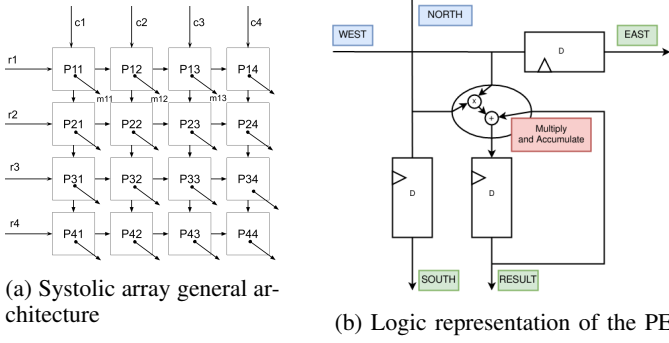 c1 c2 c3 c4
r1 P11 P12 P13 P14
m11 m12 m13
r2 P21 P22 P23 P24
r3 P31 P32 P33 P34
r4 P41 P42 P43 P44
(a) Systolic array general ar-
chitecture
NORTH
WEST
EAST
D
x
+
Multiply
and Accumulate
D
D
SOUTH
RESULT
(b) Logic representation of the PE